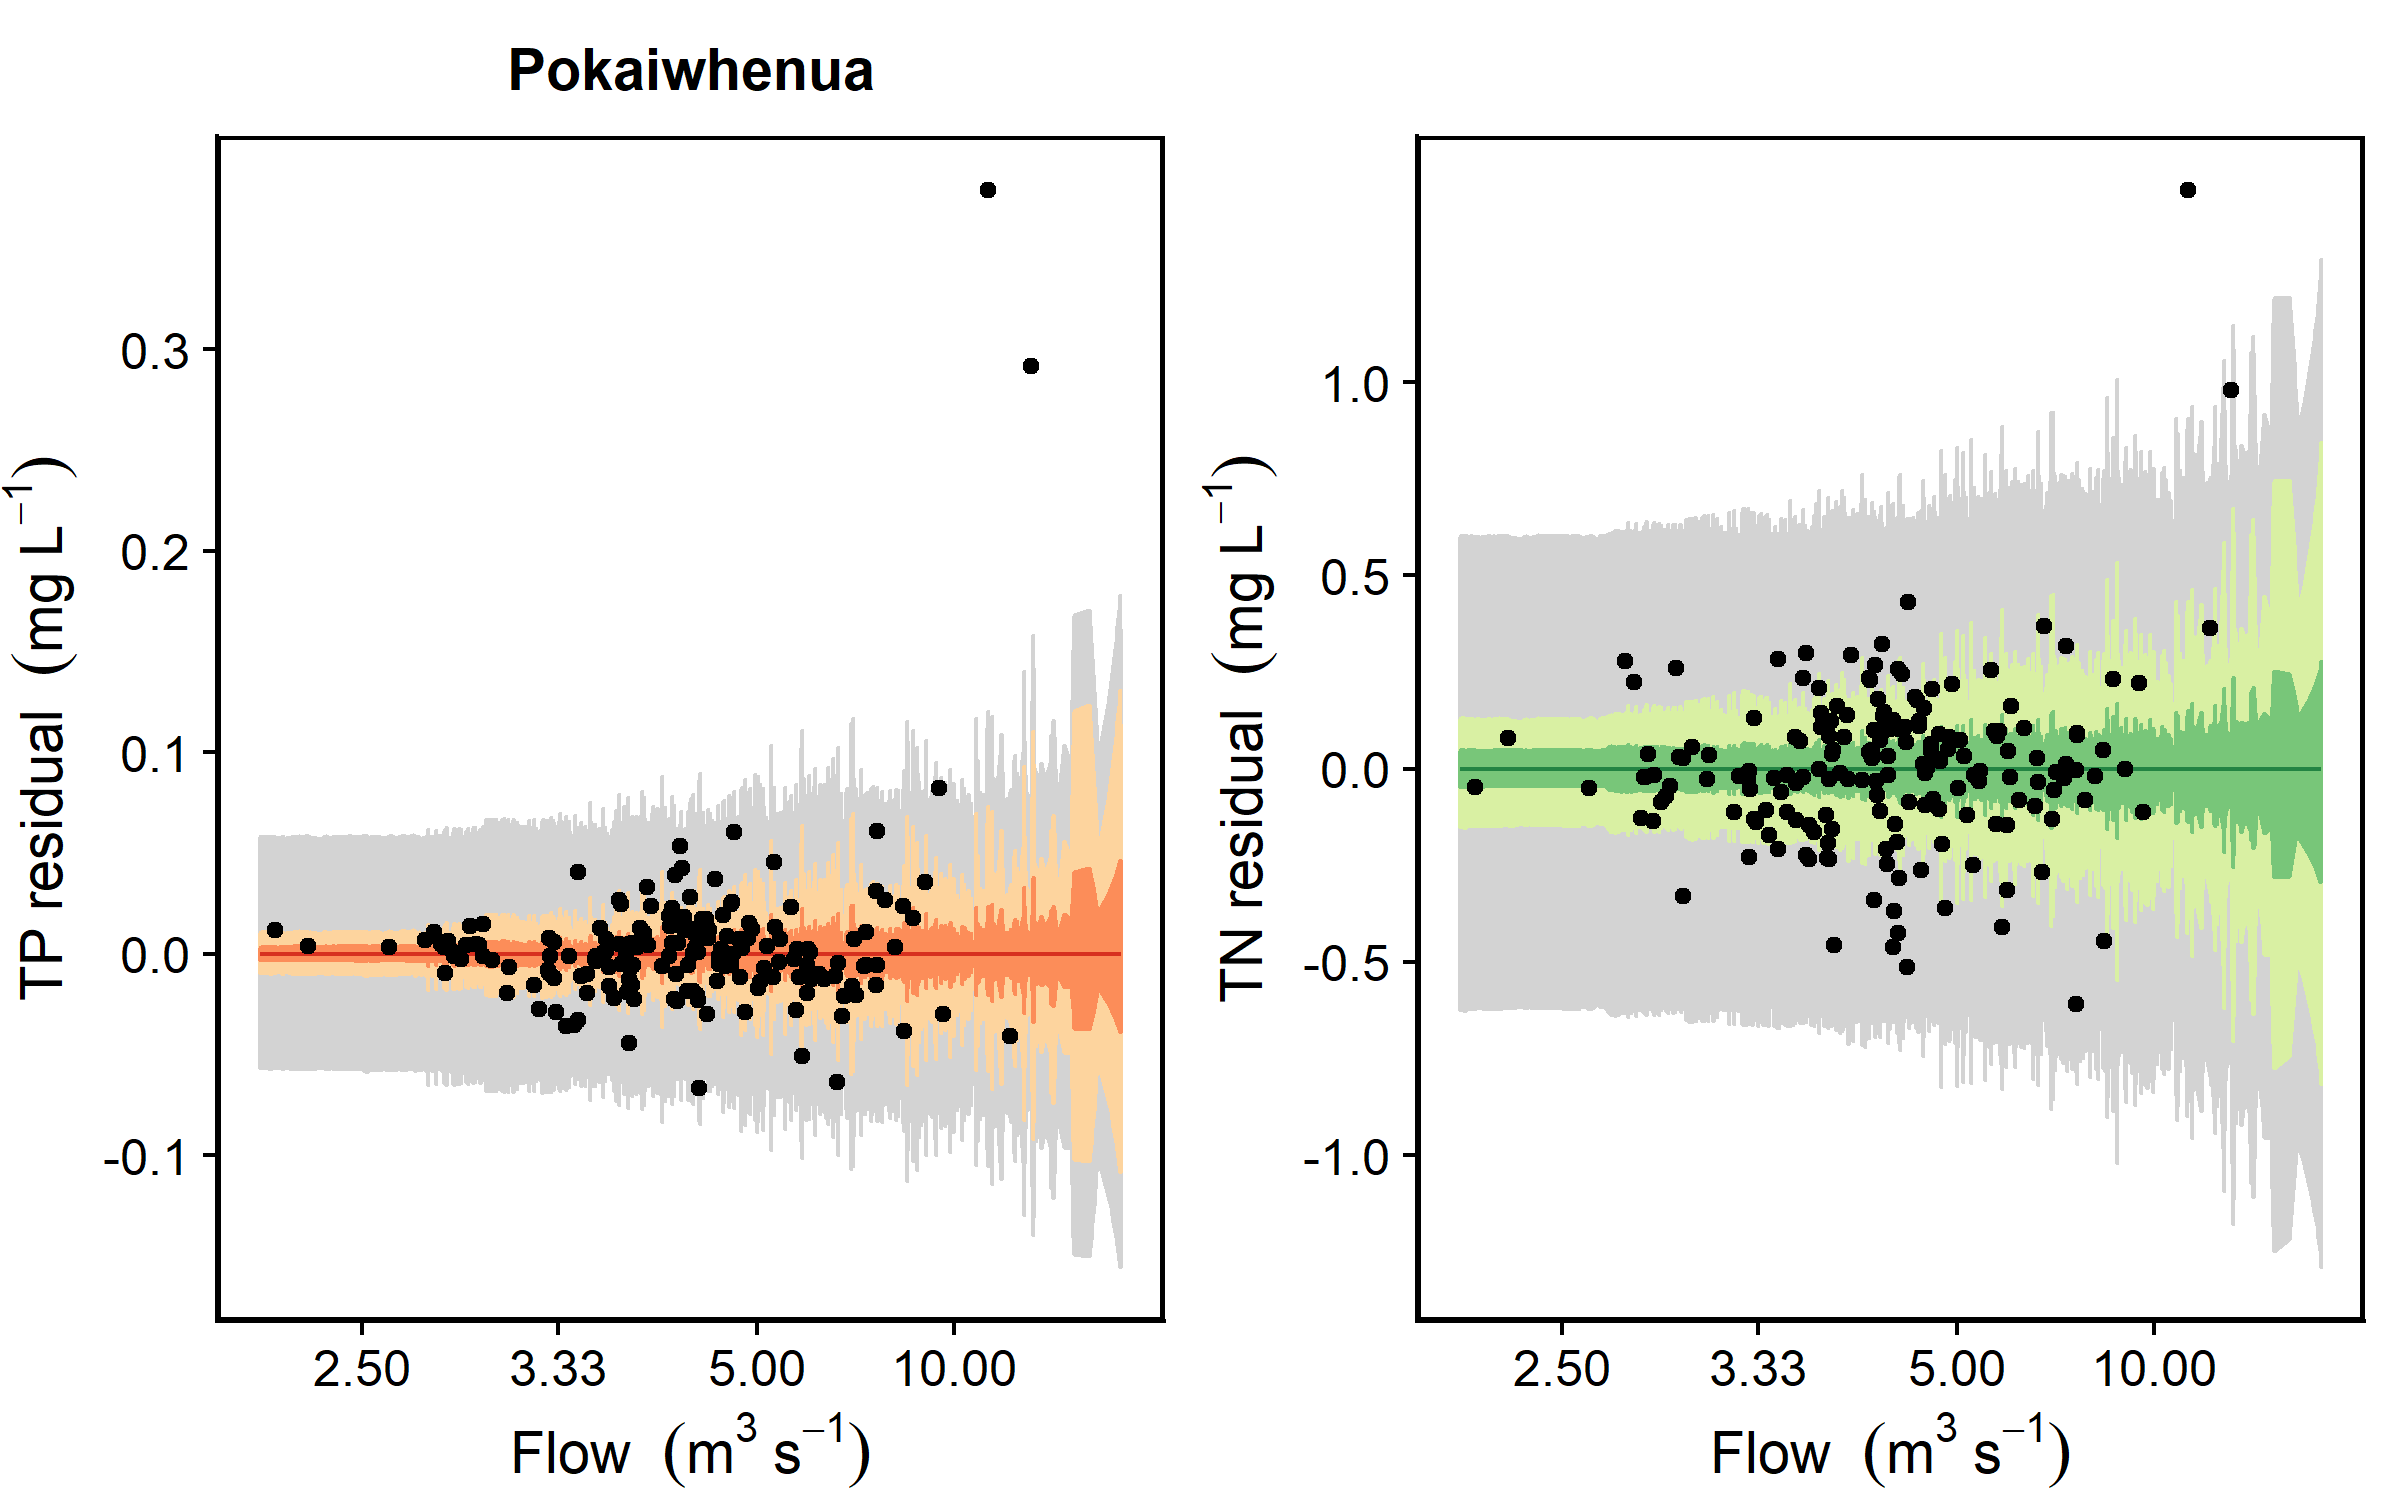 Pokaiwhenua
TP residual (mg L⁻¹)
0.3
0.2
0.1
0.0
-0.1
2.50 3.33 5.00 10.00
Flow (m³ s⁻¹)
TN residual (mg L⁻¹)
1.0
0.5
0.0
-0.5
-1.0
2.50 3.33 5.00 10.00
Flow (m³ s⁻¹)